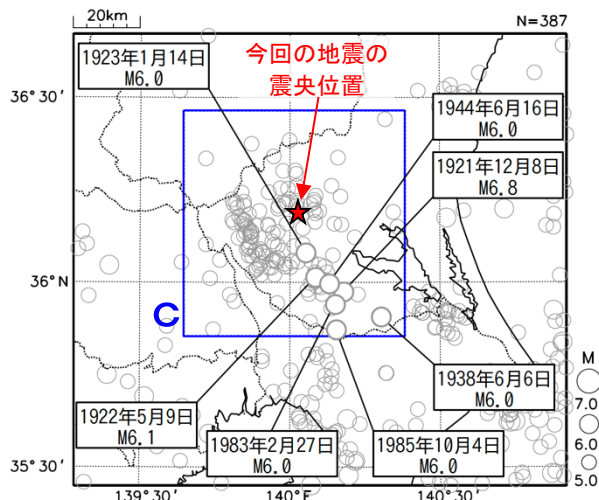 20km
N=387
1923年1月14日
M6.0
今回の地震の
震央位置
1944年6月16日
M6.0
1921年12月8日
M6.8
36°30′
36°N
35°30′
C
1922年5月9日
M6.1
1983年2月27日
M6.0
1985年10月4日
M6.0
1938年6月6日
M6.0
M
7.0
6.0
5.0
139°30′
140°E
140°30′